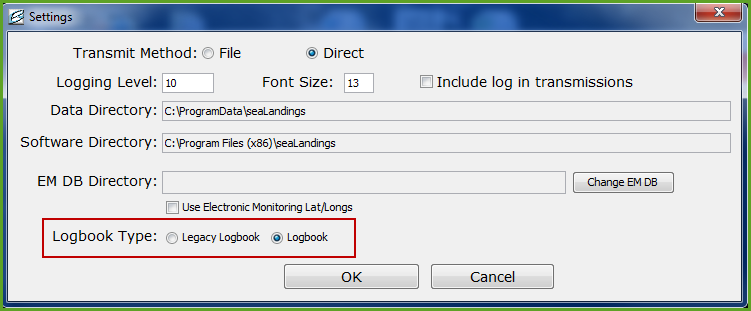 Settings
Transmit Method: File Direct
Logging Level: 10 Font Size: 13 Include log in transmissions
Data Directory: C:\ProgramData\seaLandings
Software Directory: C:\Program Files (x86)\seaLandings
EM DB Directory: Change EM DB
Use Electronic Monitoring Lat/Longs
Logbook Type: Legacy Logbook Logbook
OK Cancel